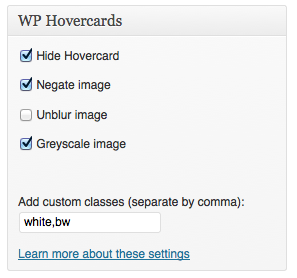 WP Hovercards
Hide Hovercard
Negate image
Unblur image
Greyscale image
Add custom classes (separate by comma):
white,bw
Learn more about these settings